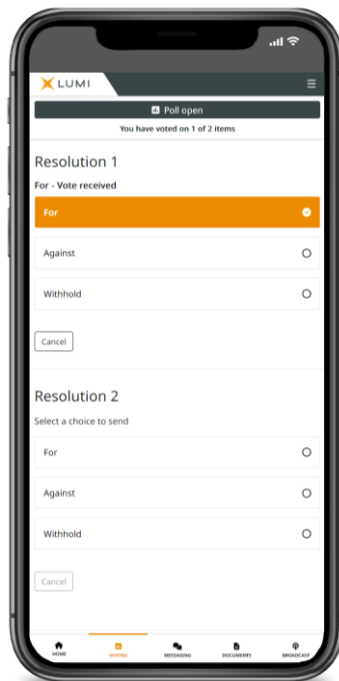 LUMI
Poll open
You have voted on 1 of 2 items
Resolution 1
For - Vote received
For
Against
Withhold
Cancel
Resolution 2
Select a choice to send
For
Against
Withhold
Cancel
HOME VOTING MESSAGING DOCUMENTS BROADCAST